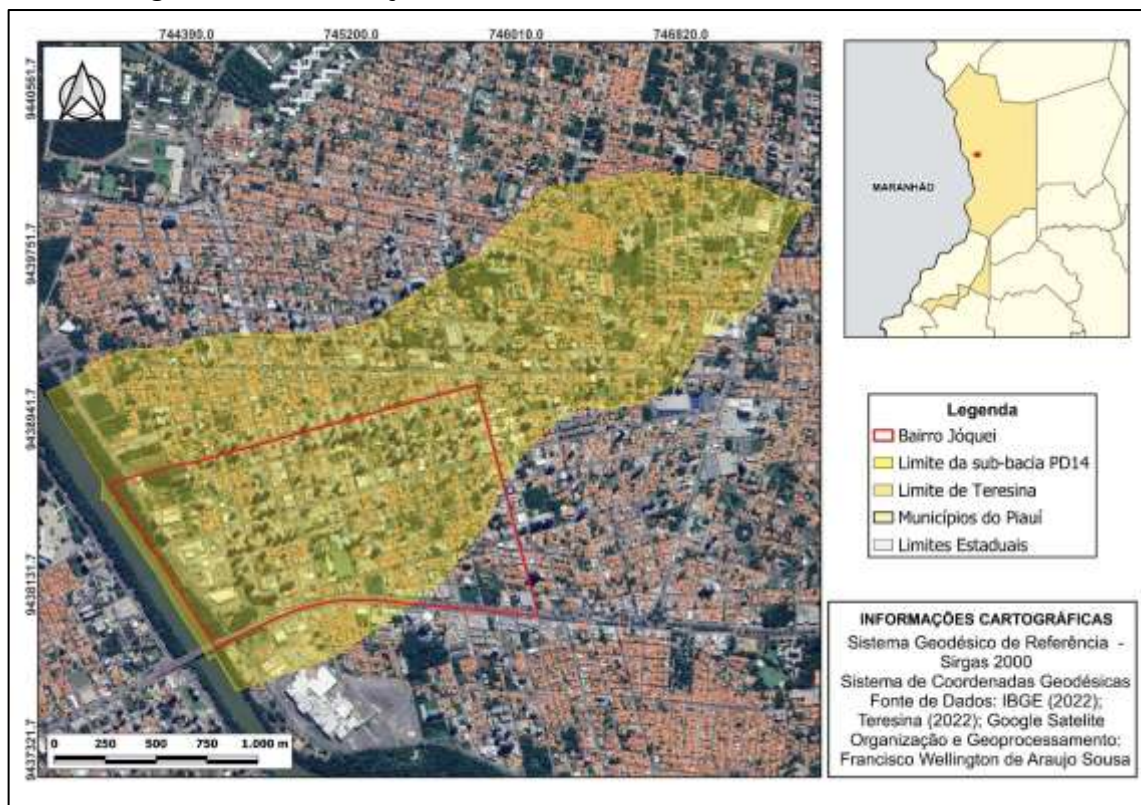 744390.0 745200.0 746010.0 746820.0
9440561.7
9439751.7
9438941.7
9438131.7
9437321.7
0 250 500 750 1.000 m
MARANHÃO
Legenda
Bairro Jóquei
Limite da sub-bacia PD14
Limite de Teresina
Municípios do Piauí
Limites Estaduais
INFORMAÇÕES CARTOGRÁFICAS
Sistema Geodésico de Referência -
Sirgas 2000
Sistema de Coordenadas Geodésicas
Fonte de Dados: IBGE (2022);
Teresina (2022); Google Satelite
Organização e Geoprocessamento:
Francisco Wellington de Araujo Sousa